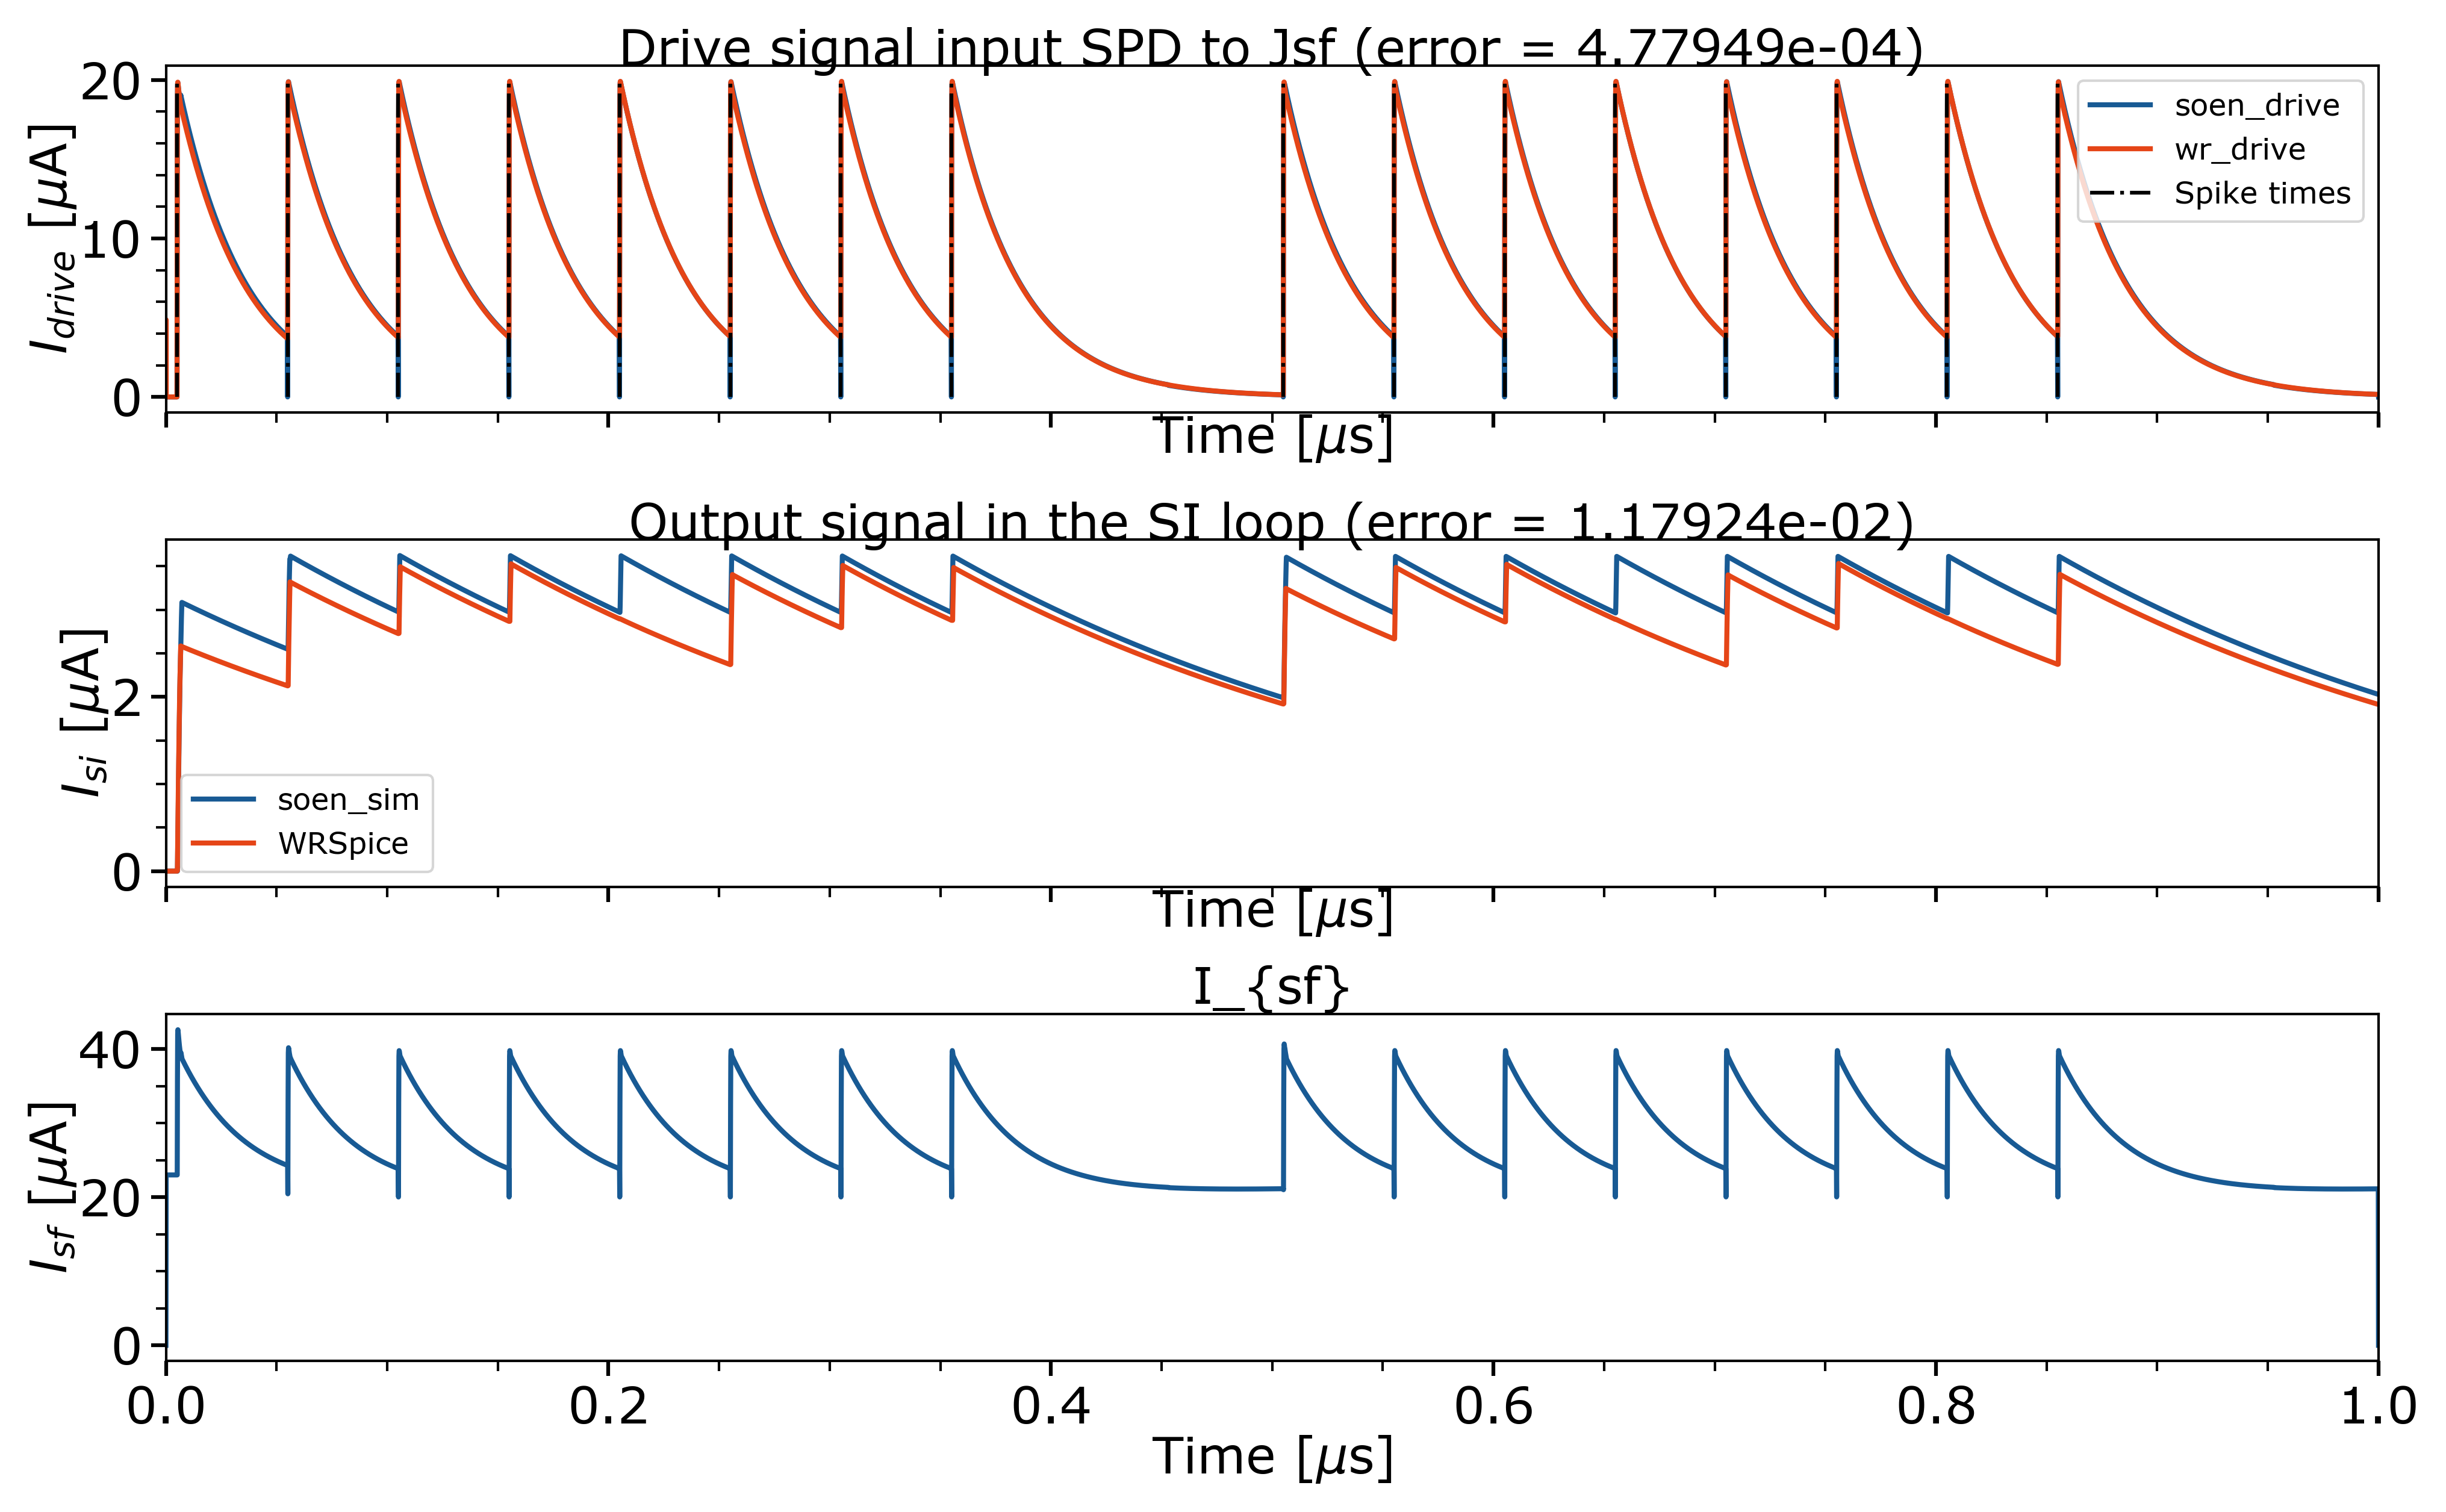 Drive signal input SPD to Jsf (error = 4.77949e-04)
20
10
0
I_drive [μA]
soen_drive
wr_drive
Spike times
Time [μs]
Output signal in the SI loop (error = 1.17924e-02)
2
0
I_si [μA]
soen_sim
WRSpice
Time [μs]
I_{sf}
40
20
0
I_sf [μA]
0.0 0.2 0.4 0.6 0.8 1.0
Time [μs]